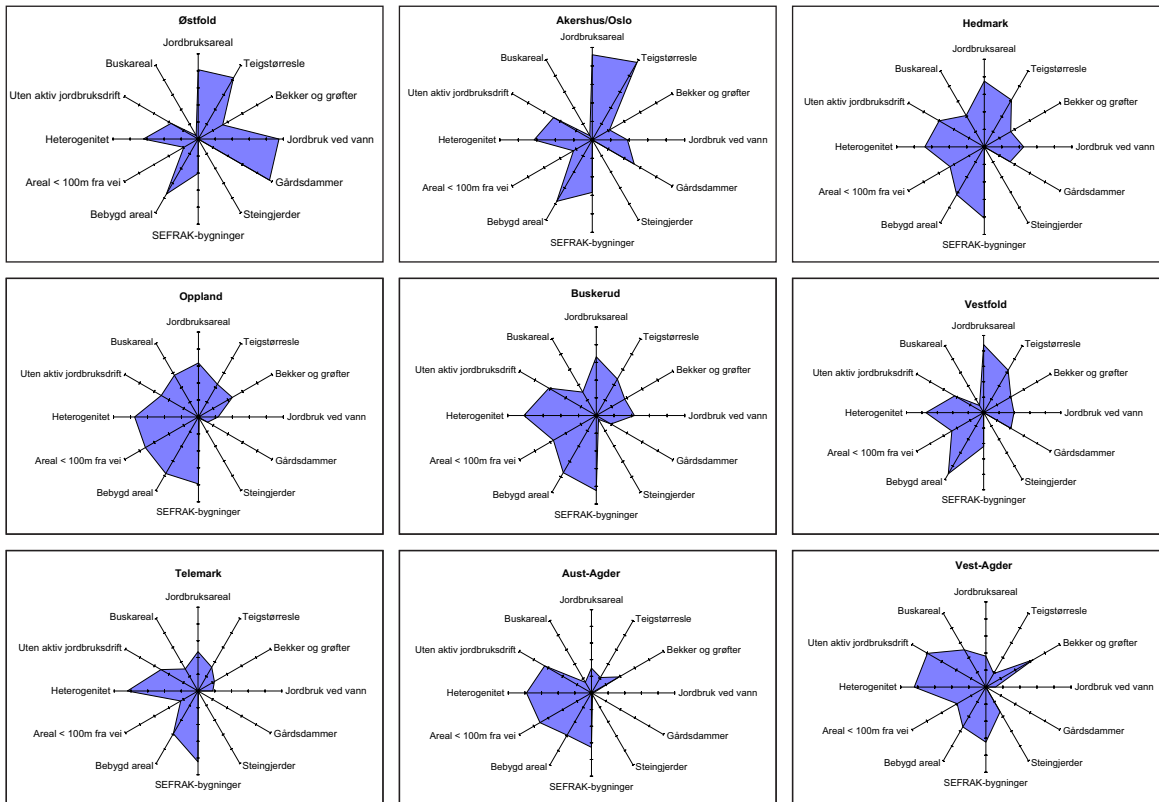 Østfold
Jordbruksareal
Buskareal
Teigstørresle
Uten aktiv jordbruksdrift
Bekker og grøfter
Heterogenitet
Jordbruk ved vann
Areal < 100m fra vei
Gårdsdammer
Bebygd areal
Steingjerder
SEFRAK-bygninger
Akershus/Oslo
Jordbruksareal
Buskareal
Teigstørresle
Uten aktiv jordbruksdrift
Bekker og grøfter
Heterogenitet
Jordbruk ved vann
Areal < 100m fra vei
Gårdsdammer
Bebygd areal
Steingjerder
SEFRAK-bygninger
Hedmark
Jordbruksareal
Buskareal
Teigstørresle
Uten aktiv jordbruksdrift
Bekker og grøfter
Heterogenitet
Jordbruk ved vann
Areal < 100m fra vei
Gårdsdammer
Bebygd areal
Steingjerder
SEFRAK-bygninger
Oppland
Jordbruksareal
Buskareal
Teigstørresle
Uten aktiv jordbruksdrift
Bekker og grøfter
Heterogenitet
Jordbruk ved vann
Areal < 100m fra vei
Gårdsdammer
Bebygd areal
Steingjerder
SEFRAK-bygninger
Buskerud
Jordbruksareal
Buskareal
Teigstørresle
Uten aktiv jordbruksdrift
Bekker og grøfter
Heterogenitet
Jordbruk ved vann
Areal < 100m fra vei
Gårdsdammer
Bebygd areal
Steingjerder
SEFRAK-bygninger
Vestfold
Jordbruksareal
Buskareal
Teigstørresle
Uten aktiv jordbruksdrift
Bekker og grøfter
Heterogenitet
Jordbruk ved vann
Areal < 100m fra vei
Gårdsdammer
Bebygd areal
Steingjerder
SEFRAK-bygninger
Telemark
Jordbruksareal
Buskareal
Teigstørresle
Uten aktiv jordbruksdrift
Bekker og grøfter
Heterogenitet
Jordbruk ved vann
Areal < 100m fra vei
Gårdsdammer
Bebygd areal
Steingjerder
SEFRAK-bygninger
Aust-Agder
Jordbruksareal
Buskareal
Teigstørresle
Uten aktiv jordbruksdrift
Bekker og grøfter
Heterogenitet
Jordbruk ved vann
Areal < 100m fra vei
Gårdsdammer
Bebygd areal
Steingjerder
SEFRAK-bygninger
Vest-Agder
Jordbruksareal
Buskareal
Teigstørresle
Uten aktiv jordbruksdrift
Bekker og grøfter
Heterogenitet
Jordbruk ved vann
Areal < 100m fra vei
Gårdsdammer
Bebygd areal
Steingjerder
SEFRAK-bygninger